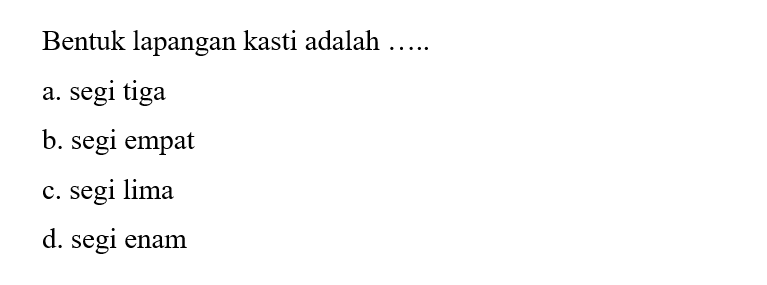 Bentuk lapangan kasti adalah …..
a. segi tiga
b. segi empat
c. segi lima
d. segi enam